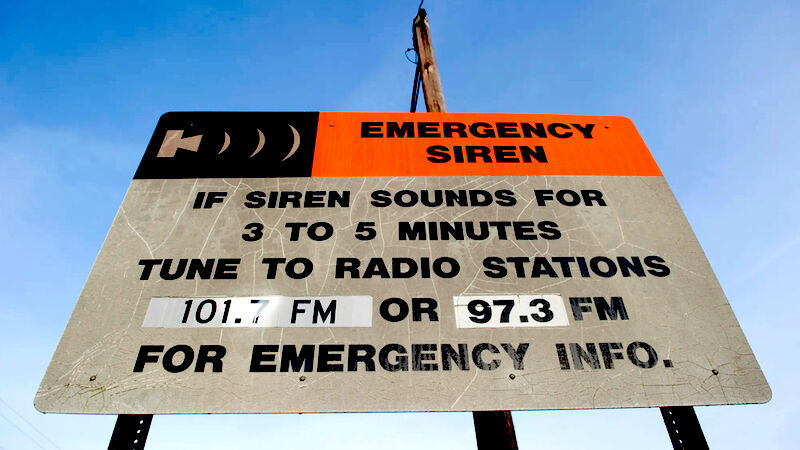 EMERGENCY
SIREN
IF SIREN SOUNDS FOR
3 TO 5 MINUTES
TUNE TO RADIO STATIONS
101.7 FM OR 97.3 FM
FOR EMERGENCY INFO.